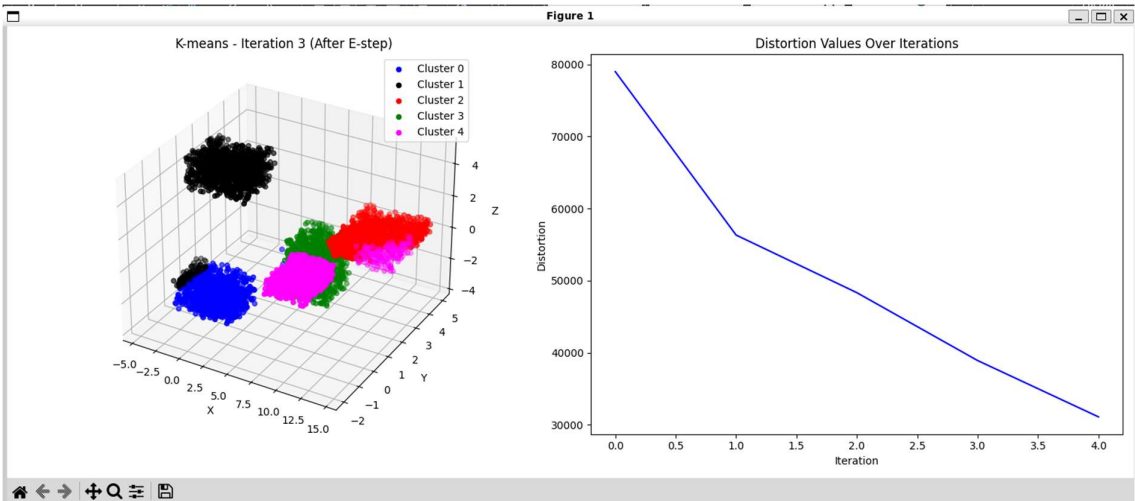 Figure 1
K-means - Iteration 3 (After E-step)
Cluster 0
Cluster 1
Cluster 2
Cluster 3
Cluster 4
4
2
0
−2
−4
Z
−5.0
−2.5
0.0
2.5
5.0
7.5
10.0
12.5
15.0
X
−2
−1
0
1
2
3
4
5
Y
Distortion Values Over Iterations
80000
70000
60000
50000
40000
30000
Distortion
0.0 0.5 1.0 1.5 2.0 2.5 3.0 3.5 4.0
Iteration